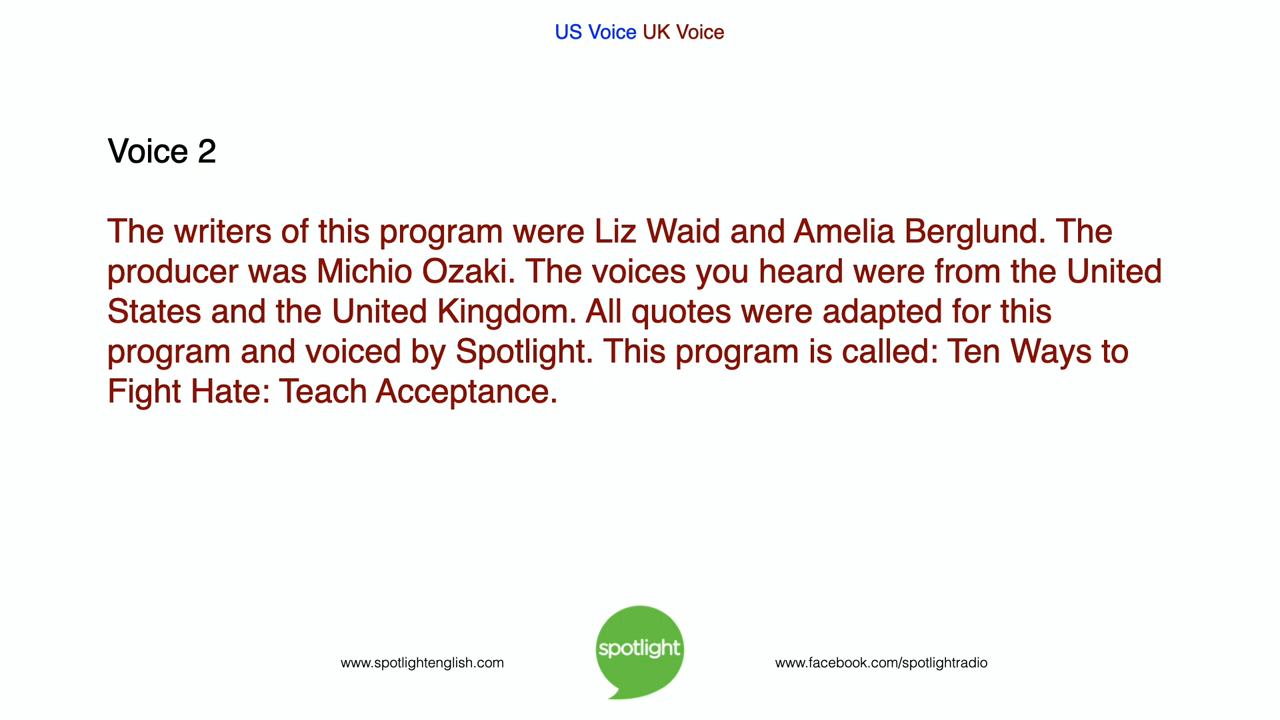 US Voice UK Voice
Voice 2
The writers of this program were Liz Waid and Amelia Berglund. The
producer was Michio Ozaki. The voices you heard were from the United
States and the United Kingdom. All quotes were adapted for this
program and voiced by Spotlight. This program is called: Ten Ways to
Fight Hate: Teach Acceptance.
www.spotlightenglish.com
spotlight
www.facebook.com/spotlightradio